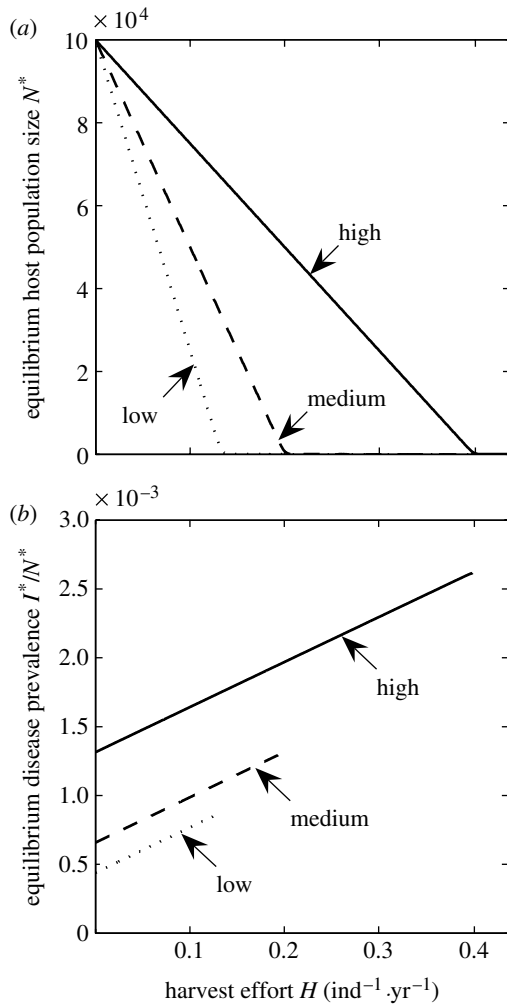 (a)
× 10⁴
10
8
6
4
2
0
equilibrium host population size N*
high
medium
low
(b)
× 10⁻³
3.0
2.5
2.0
1.5
1.0
0.5
0
equilibrium disease prevalence I*/N*
high
medium
low
0.1 0.2 0.3 0.4
harvest effort H (ind⁻¹ ·yr⁻¹)